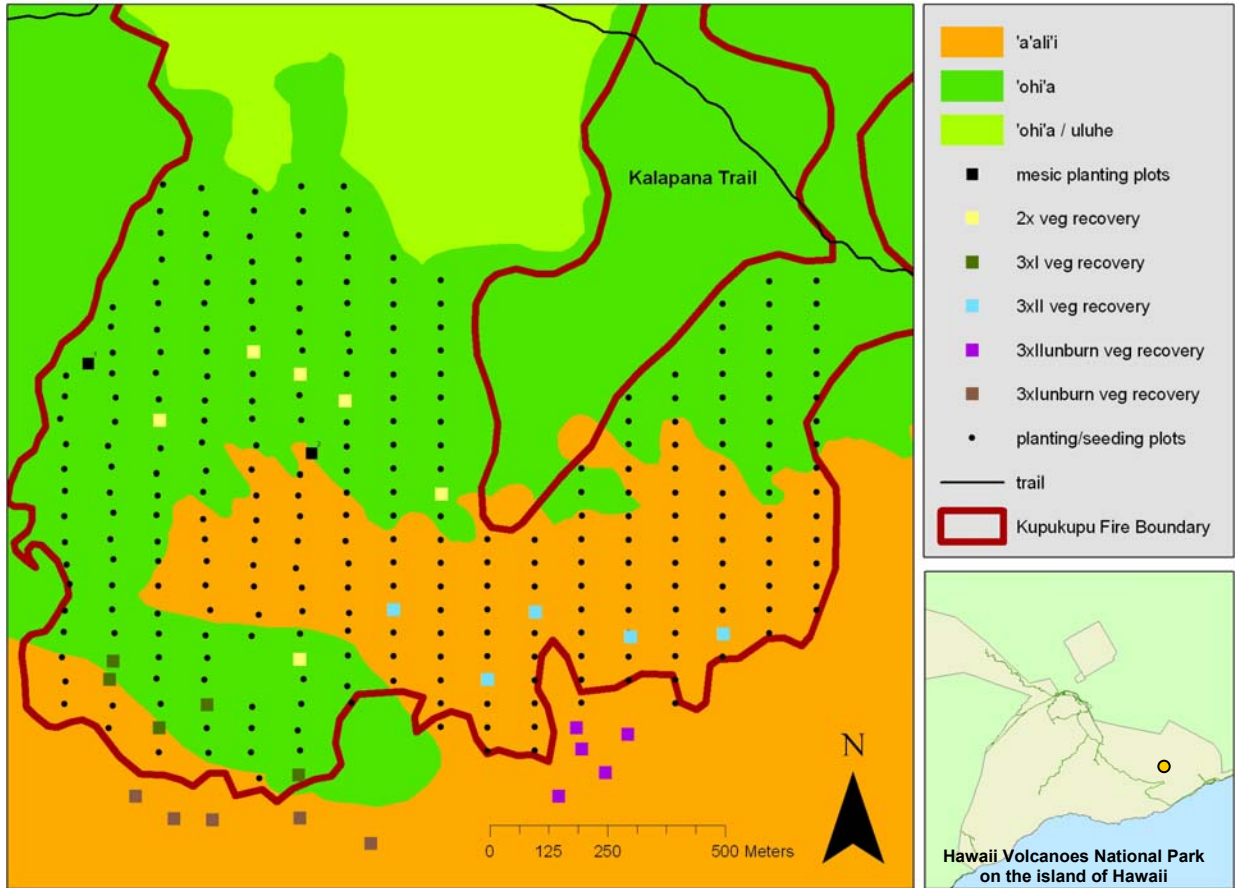 Kalapana Trail
1
2
N
0 125 250 500 Meters
'a'ali'i
'ohi'a
'ohi'a / uluhe
mesic planting plots
2x veg recovery
3xI veg recovery
3xII veg recovery
3xIIunburn veg recovery
3xIunburn veg recovery
planting/seeding plots
trail
Kupukupu Fire Boundary
Hawaii Volcanoes National Park
on the island of Hawaii